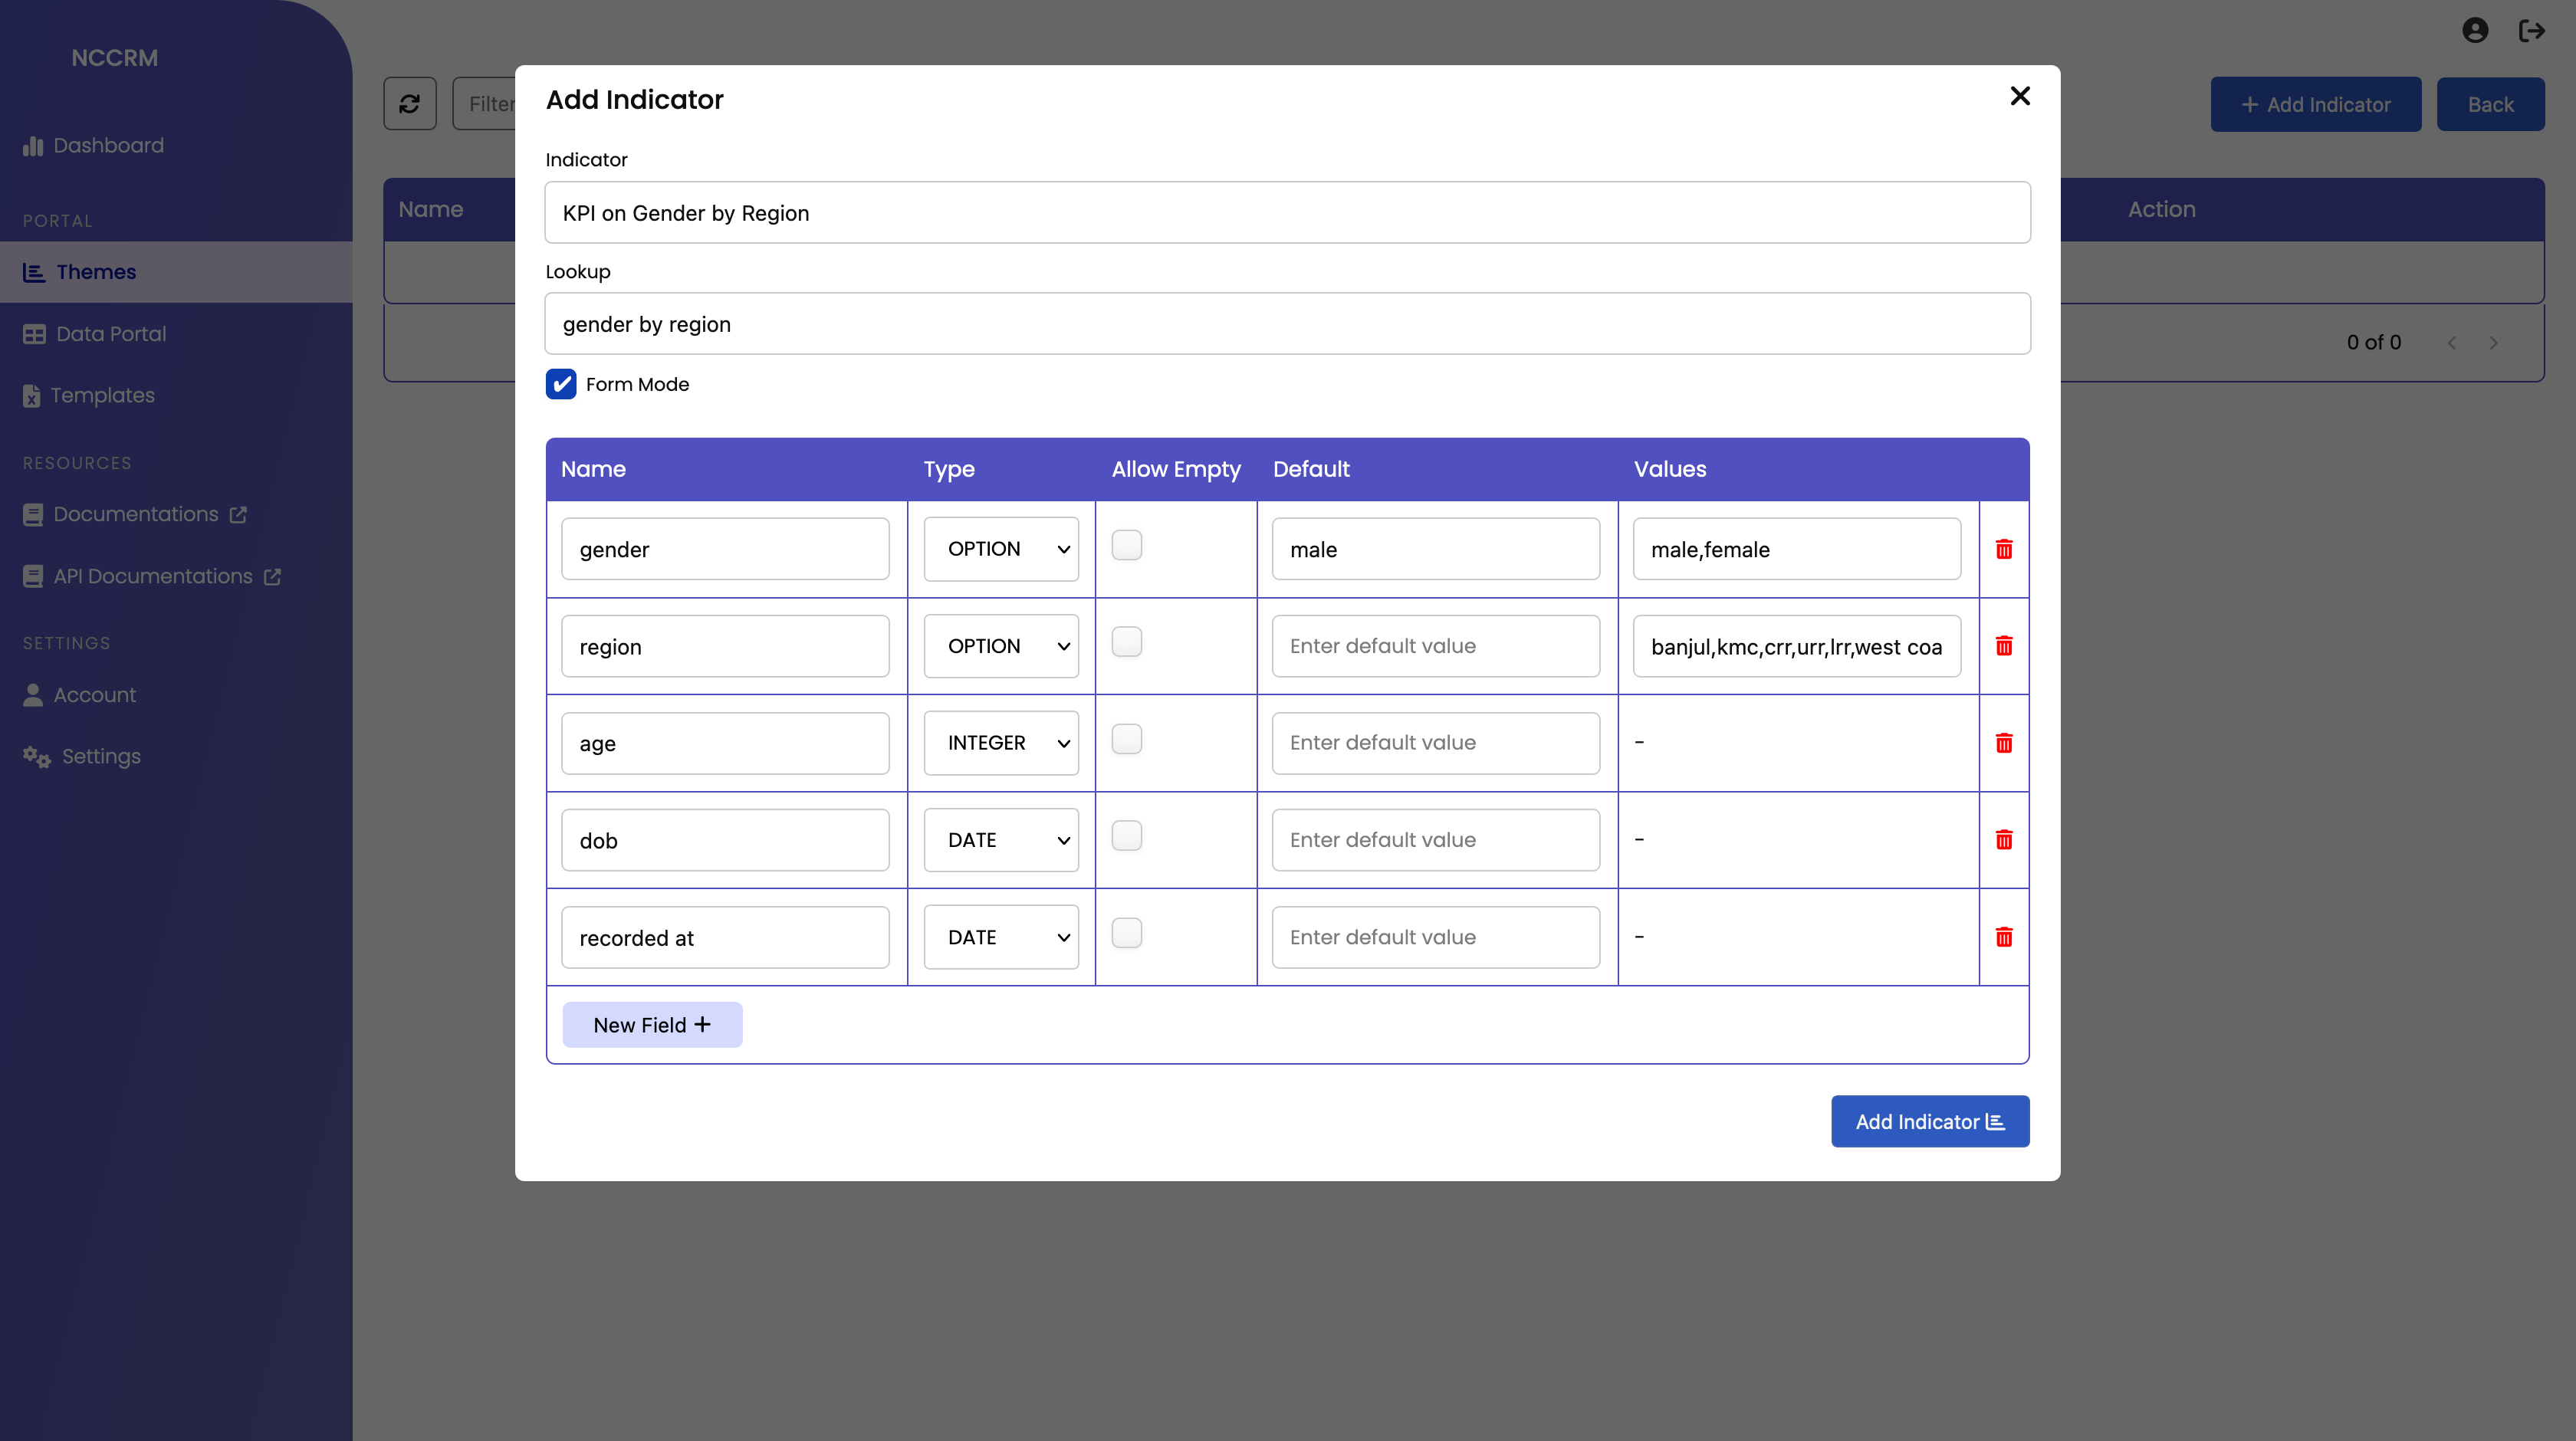 NCCRM
Dashboard
PORTAL
Themes
Data Portal
Templates
RESOURCES
Documentations
API Documentations
SETTINGS
Account
Settings
Filter
+ Add Indicator
Back
Name
Action
0 of 0
Add Indicator
Indicator
KPI on Gender by Region
Lookup
gender by region
Form Mode
Name Type Allow Empty Default Values
gender OPTION male male,female
region OPTION Enter default value banjul,kmc,crr,urr,lrr,west coa
age INTEGER Enter default value -
dob DATE Enter default value -
recorded at DATE Enter default value -
New Field +
Add Indicator